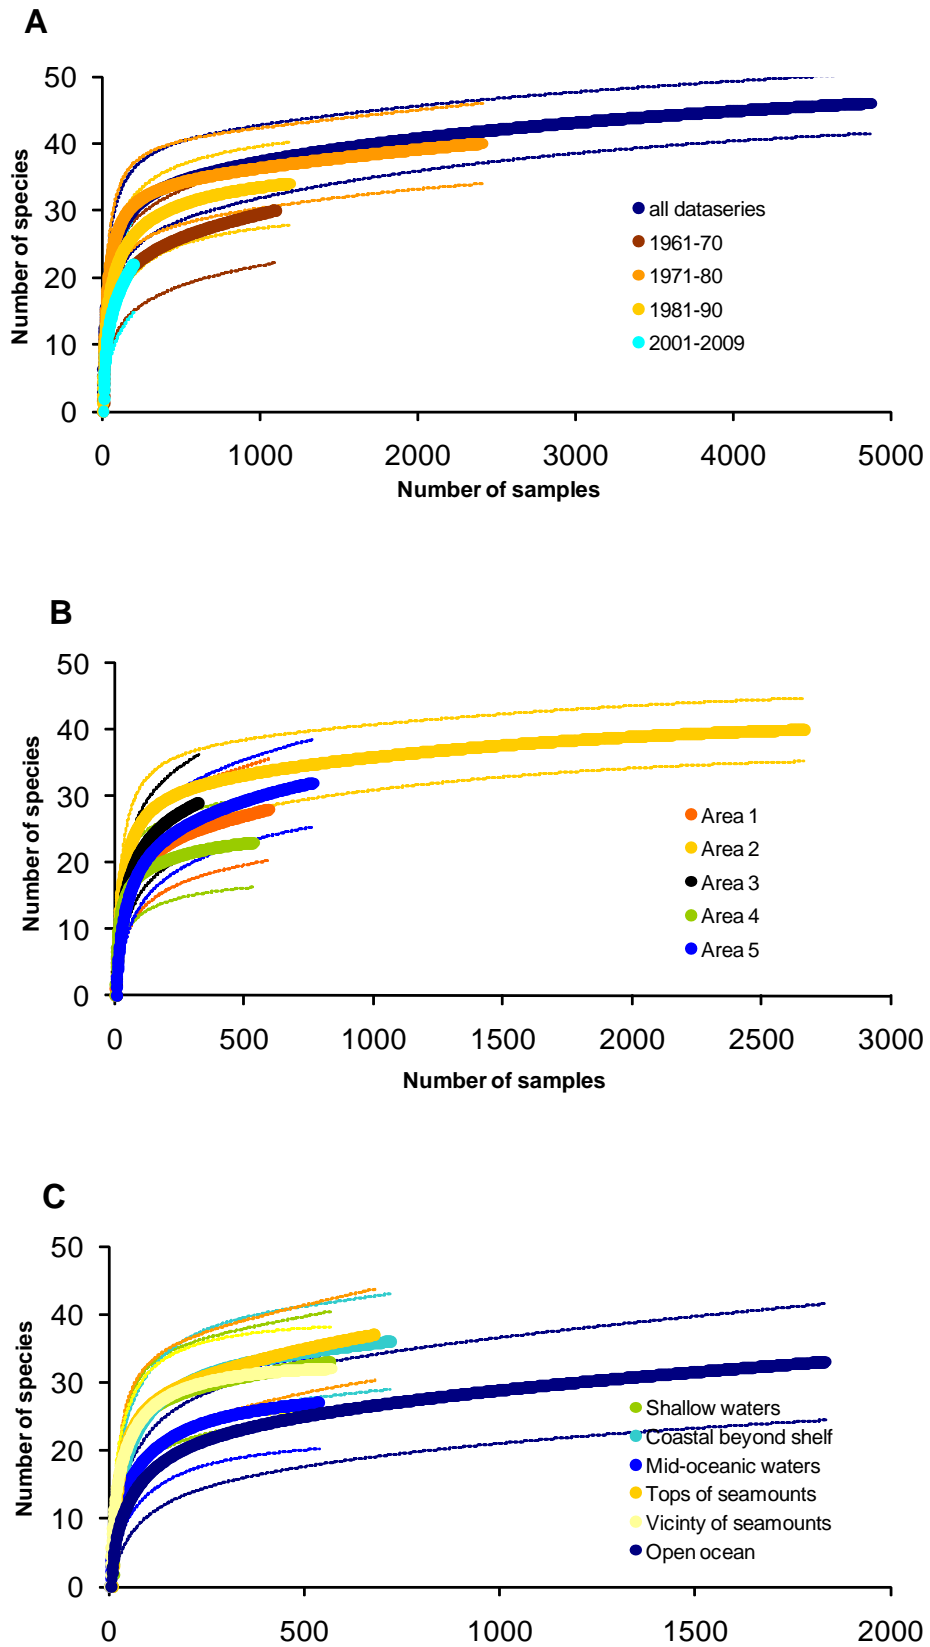 A
50
40
30
20
10
0
Number of species
all dataseries
1961-70
1971-80
1981-90
2001-2009
0 1000 2000 3000 4000 5000
Number of samples
B
50
40
30
20
10
0
Number of species
Area 1
Area 2
Area 3
Area 4
Area 5
0 500 1000 1500 2000 2500 3000
Number of samples
C
50
40
30
20
10
0
Number of species
Shallow waters
Coastal beyond shelf
Mid-oceanic waters
Tops of seamounts
Vicinty of seamounts
Open ocean
0 500 1000 1500 2000